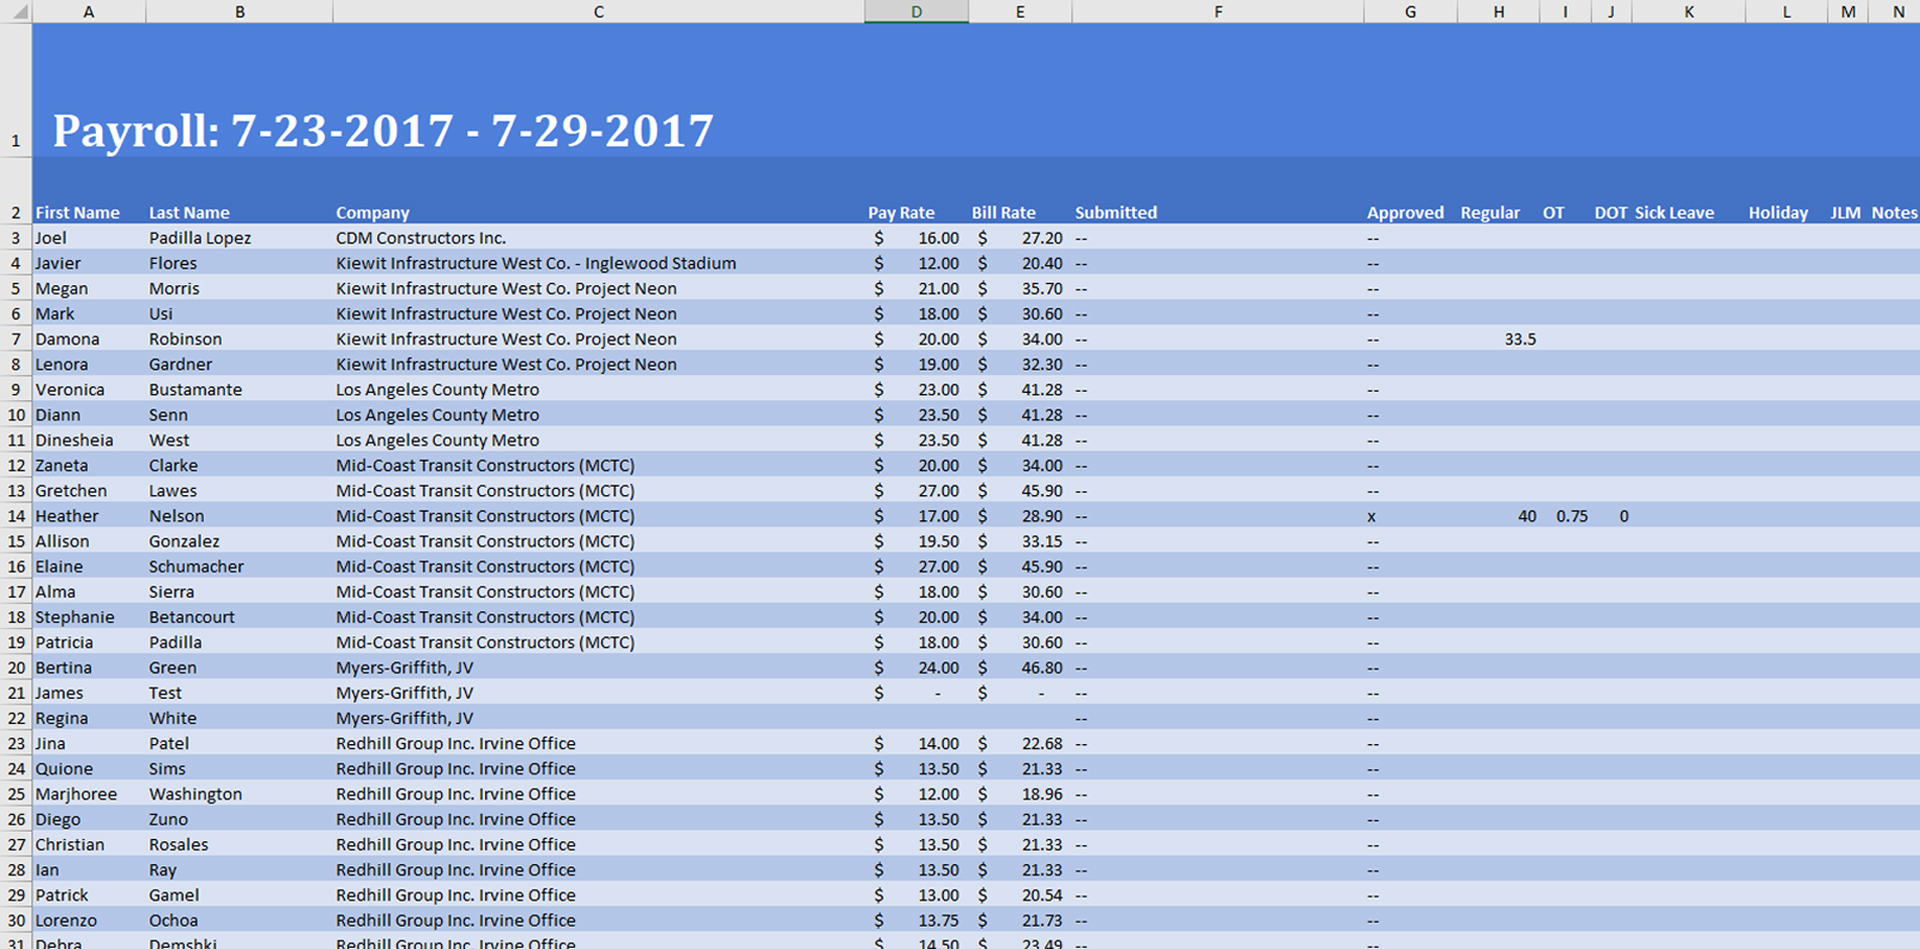 A B C D E F G H I J K L M N
1 Payroll: 7-23-2017 - 7-29-2017
2 First Name Last Name Company Pay Rate Bill Rate Submitted Approved Regular OT DOT Sick Leave Holiday JLM Notes
3 Joel Padilla Lopez CDM Constructors Inc. $ 16.00 $ 27.20 -- --
4 Javier Flores Kiewit Infrastructure West Co. - Inglewood Stadium $ 12.00 $ 20.40 -- --
5 Megan Morris Kiewit Infrastructure West Co. Project Neon $ 21.00 $ 35.70 -- --
6 Mark Usi Kiewit Infrastructure West Co. Project Neon $ 18.00 $ 30.60 -- --
7 Damona Robinson Kiewit Infrastructure West Co. Project Neon $ 20.00 $ 34.00 -- -- 33.5
8 Lenora Gardner Kiewit Infrastructure West Co. Project Neon $ 19.00 $ 32.30 -- --
9 Veronica Bustamante Los Angeles County Metro $ 23.00 $ 41.28 -- --
10 Diann Senn Los Angeles County Metro $ 23.50 $ 41.28 -- --
11 Dinesheia West Los Angeles County Metro $ 23.50 $ 41.28 -- --
12 Zaneta Clarke Mid-Coast Transit Constructors (MCTC) $ 20.00 $ 34.00 -- --
13 Gretchen Lawes Mid-Coast Transit Constructors (MCTC) $ 27.00 $ 45.90 -- --
14 Heather Nelson Mid-Coast Transit Constructors (MCTC) $ 17.00 $ 28.90 -- x 40 0.75 0
15 Allison Gonzalez Mid-Coast Transit Constructors (MCTC) $ 19.50 $ 33.15 -- --
16 Elaine Schumacher Mid-Coast Transit Constructors (MCTC) $ 27.00 $ 45.90 -- --
17 Alma Sierra Mid-Coast Transit Constructors (MCTC) $ 18.00 $ 30.60 -- --
18 Stephanie Betancourt Mid-Coast Transit Constructors (MCTC) $ 20.00 $ 34.00 -- --
19 Patricia Padilla Mid-Coast Transit Constructors (MCTC) $ 18.00 $ 30.60 -- --
20 Bertina Green Myers-Griffith, JV $ 24.00 $ 46.80 -- --
21 James Test Myers-Griffith, JV $ - $ - -- --
22 Regina White Myers-Griffith, JV -- --
23 Jina Patel Redhill Group Inc. Irvine Office $ 14.00 $ 22.68 -- --
24 Quione Sims Redhill Group Inc. Irvine Office $ 13.50 $ 21.33 -- --
25 Marjhoree Washington Redhill Group Inc. Irvine Office $ 12.00 $ 18.96 -- --
26 Diego Zuno Redhill Group Inc. Irvine Office $ 13.50 $ 21.33 -- --
27 Christian Rosales Redhill Group Inc. Irvine Office $ 13.50 $ 21.33 -- --
28 Ian Ray Redhill Group Inc. Irvine Office $ 13.50 $ 21.33 -- --
29 Patrick Gamel Redhill Group Inc. Irvine Office $ 13.00 $ 20.54 -- --
30 Lorenzo Ochoa Redhill Group Inc. Irvine Office $ 13.75 $ 21.73 -- --
31 Debra Demshki Redhill Group Inc. Irvine Office $ 14.50 $ 23.49 -- --